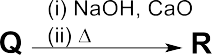 (i) NaOH, CaO
Q R
(ii) Δ